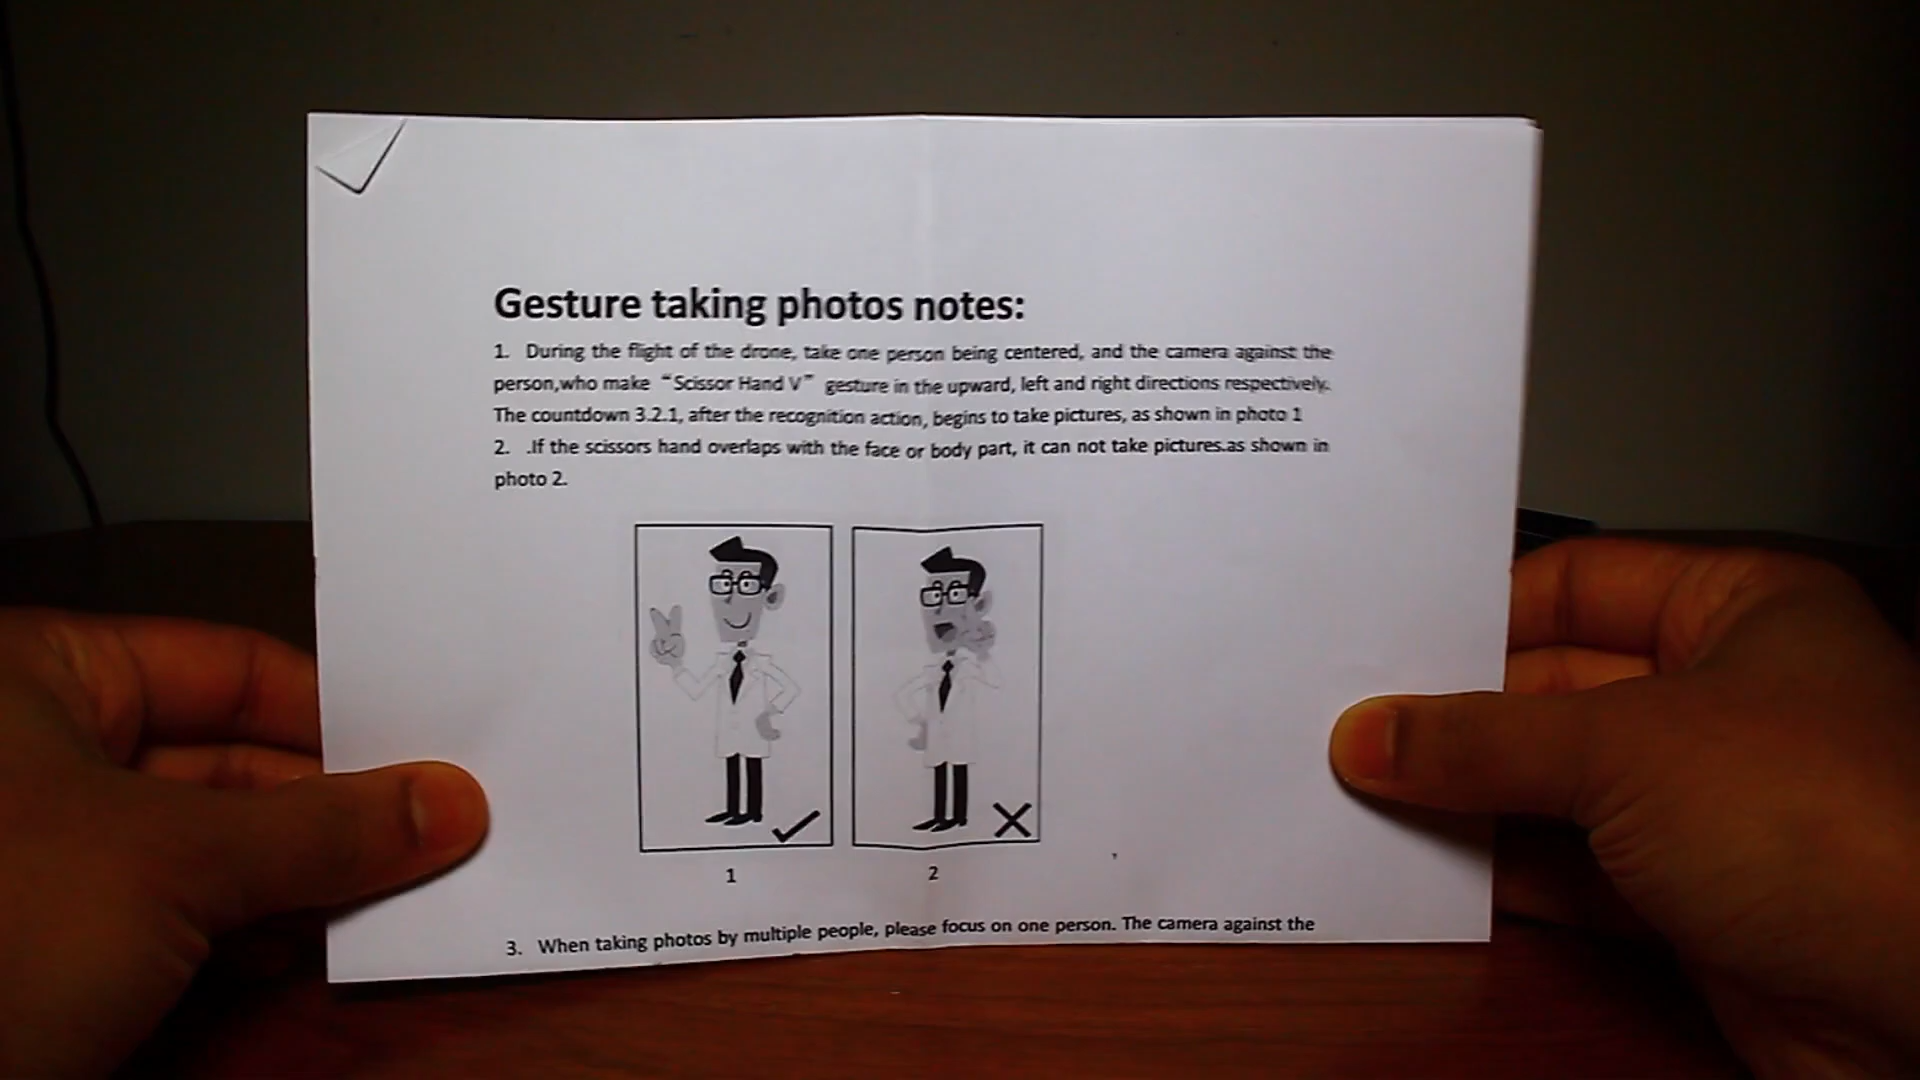 Gesture taking photos notes:
1. During the flight of the drone, take one person being centered, and the camera against the
person,who make “Scissor Hand V” gesture in the upward, left and right directions respectively.
The countdown 3.2.1, after the recognition action, begins to take pictures, as shown in photo 1
2. .If the scissors hand overlaps with the face or body part, it can not take pictures.as shown in
photo 2.
1 2
3. When taking photos by multiple people, please focus on one person. The camera against the